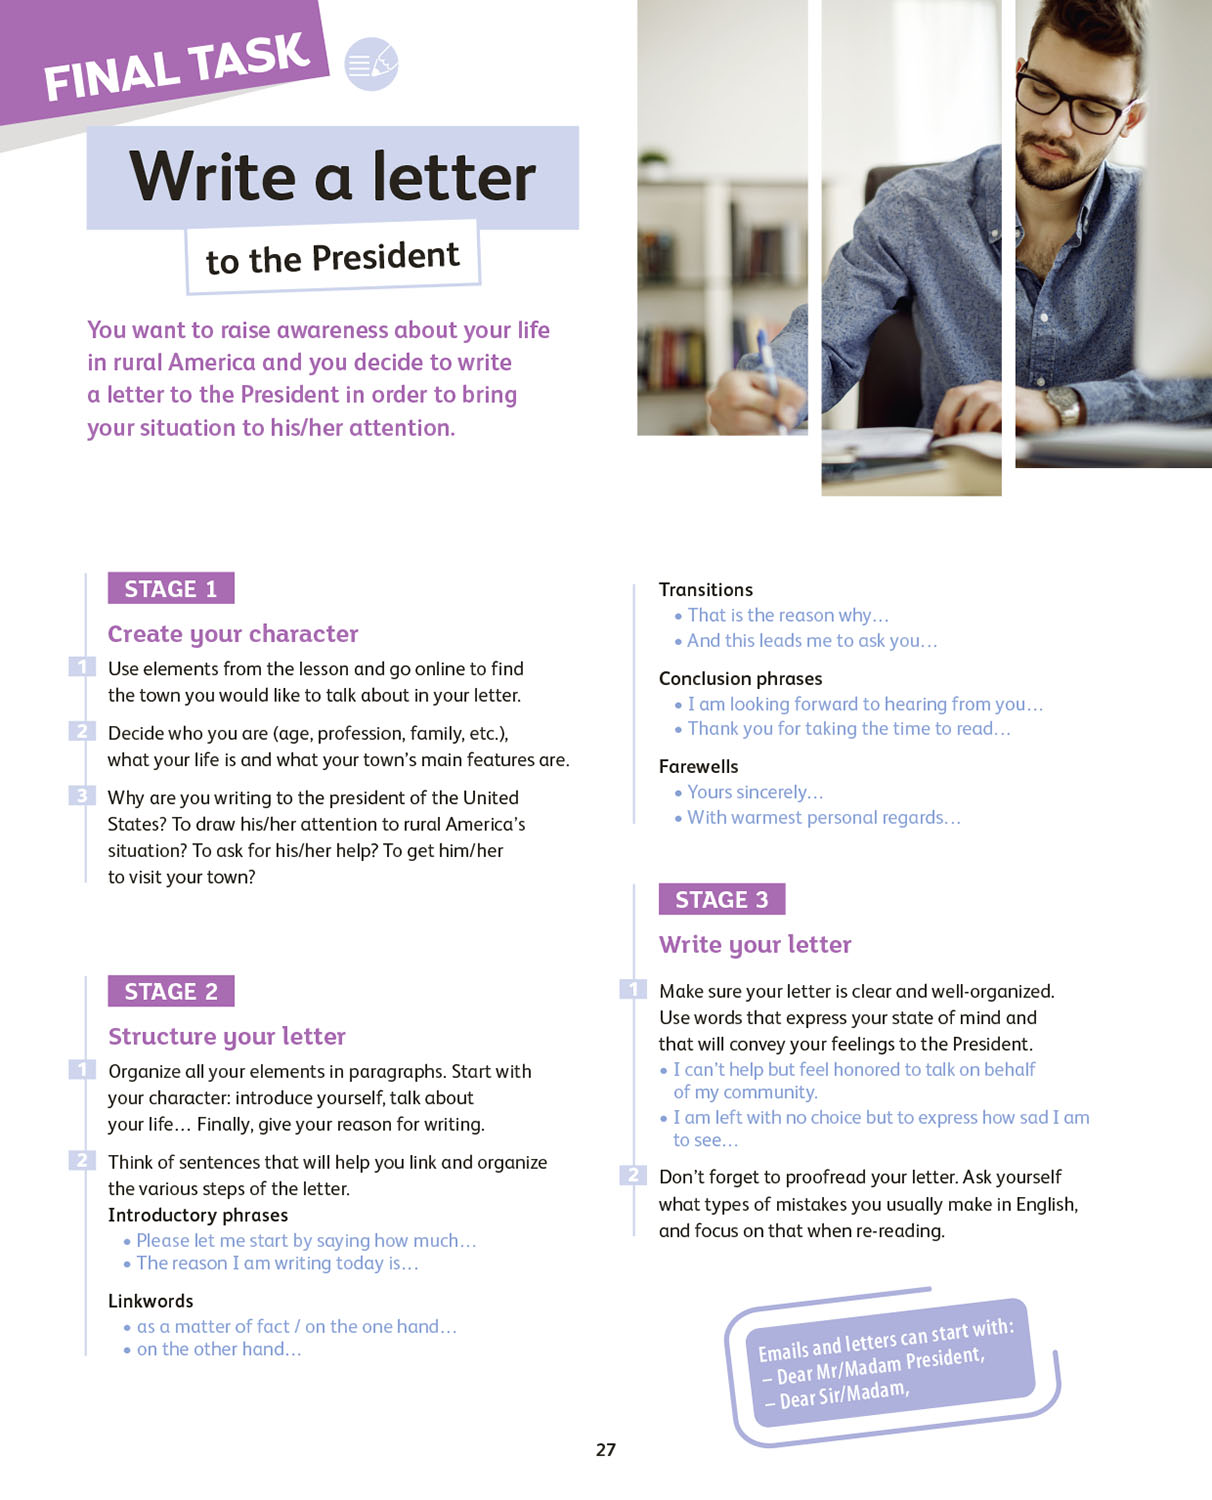 FINAL TASK
Write a letter
to the President
You want to raise awareness about your life
in rural America and you decide to write
a letter to the President in order to bring
your situation to his/her attention.
STAGE 1
Create your character
1 Use elements from the lesson and go online to find
the town you would like to talk about in your letter.
2 Decide who you are (age, profession, family, etc.),
what your life is and what your town's main features are.
3 Why are you writing to the president of the United
States? To draw his/her attention to rural America's
situation? To ask for his/her help? To get him/her
to visit your town?
STAGE 2
Structure your letter
1 Organize all your elements in paragraphs. Start with
your character: introduce yourself, talk about
your life… Finally, give your reason for writing.
2 Think of sentences that will help you link and organize
the various steps of the letter.
Introductory phrases
• Please let me start by saying how much…
• The reason I am writing today is…
Linkwords
• as a matter of fact / on the one hand…
• on the other hand…
Transitions
• That is the reason why…
• And this leads me to ask you…
Conclusion phrases
• I am looking forward to hearing from you…
• Thank you for taking the time to read…
Farewells
• Yours sincerely…
• With warmest personal regards…
STAGE 3
Write your letter
1 Make sure your letter is clear and well-organized.
Use words that express your state of mind and
that will convey your feelings to the President.
• I can't help but feel honored to talk on behalf
of my community.
• I am left with no choice but to express how sad I am
to see…
2 Don't forget to proofread your letter. Ask yourself
what types of mistakes you usually make in English,
and focus on that when re-reading.
Emails and letters can start with:
– Dear Mr/Madam President,
– Dear Sir/Madam,
27